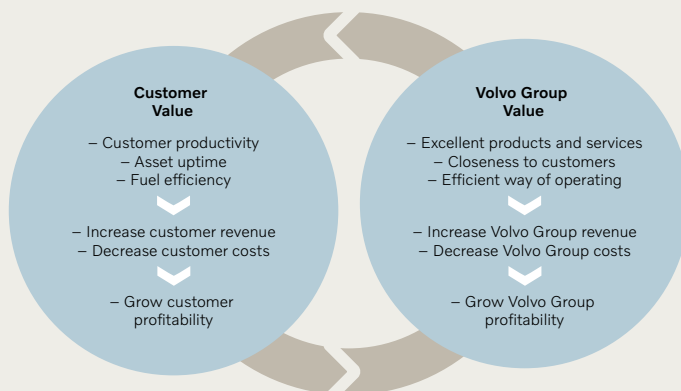 Customer
Value
– Customer productivity
– Asset uptime
– Fuel efficiency
– Increase customer revenue
– Decrease customer costs
– Grow customer
profitability
Volvo Group
Value
– Excellent products and services
– Closeness to customers
– Efficient way of operating
– Increase Volvo Group revenue
– Decrease Volvo Group costs
– Grow Volvo Group
profitability